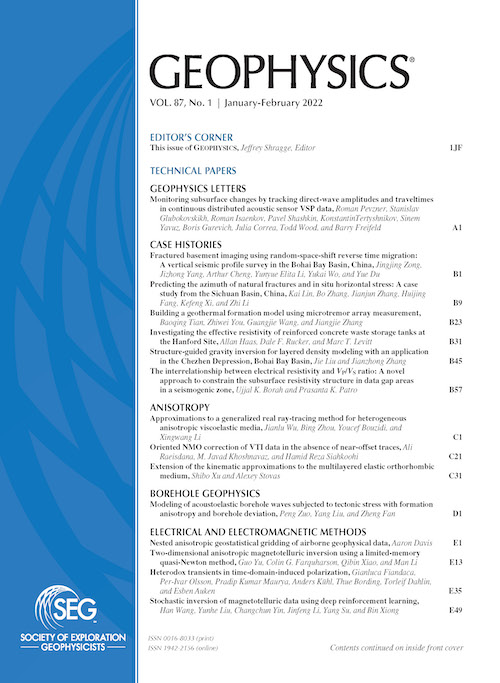 GEOPHYSICS®
VOL. 87, No. 1 | January-February 2022
EDITOR'S CORNER
This issue of GEOPHYSICS, Jeffrey Shragge, Editor 1JF
TECHNICAL PAPERS
GEOPHYSICS LETTERS
Monitoring subsurface changes by tracking direct-wave amplitudes and traveltimes
in continuous distributed acoustic sensor VSP data, Roman Pevzner, Stanislav
Glubokovskikh, Roman Isaenkov, Pavel Shashkin, KonstantinTertyshnikov, Sinem
Yavuz, Boris Gurevich, Julia Correa, Todd Wood, and Barry Freifeld A1
CASE HISTORIES
Fractured basement imaging using random-space-shift reverse time migration:
A vertical seismic profile survey in the Bohai Bay Basin, China, Jingjing Zong,
Jizhong Yang, Arthur Cheng, Yunyue Elita Li, Yukai Wo, and Yue Du B1
Predicting the azimuth of natural fractures and in situ horizontal stress: A case
study from the Sichuan Basin, China, Kai Lin, Bo Zhang, Jianjun Zhang, Huijing
Fang, Kefeng Xi, and Zhi Li B9
Building a geothermal formation model using microtremor array measurement,
Baoqing Tian, Zhiwei You, Guangjie Wang, and Jiangjie Zhang B23
Investigating the effective resistivity of reinforced concrete waste storage tanks at
the Hanford Site, Allan Haas, Dale F. Rucker, and Marc T. Levitt B31
Structure-guided gravity inversion for layered density modeling with an application
in the Chezhen Depression, Bohai Bay Basin, Jie Liu and Jianzhong Zhang B45
The interrelationship between electrical resistivity and VP/VS ratio: A novel
approach to constrain the subsurface resistivity structure in data gap areas
in a seismogenic zone, Ujjal K. Borah and Prasanta K. Patro B57
ANISOTROPY
Approximations to a generalized real ray-tracing method for heterogeneous
anisotropic viscoelastic media, Jianlu Wu, Bing Zhou, Youcef Bouzidi, and
Xingwang Li C1
Oriented NMO correction of VTI data in the absence of near-offset traces, Ali
Raeisdana, M. Javad Khoshnavaz, and Hamid Reza Siahkoohi C21
Extension of the kinematic approximations to the multilayered elastic orthorhombic
medium, Shibo Xu and Alexey Stovas C31
BOREHOLE GEOPHYSICS
Modeling of acoustoelastic borehole waves subjected to tectonic stress with formation
anisotropy and borehole deviation, Peng Zuo, Yang Liu, and Zheng Fan D1
ELECTRICAL AND ELECTROMAGNETIC METHODS
Nested anisotropic geostatistical gridding of airborne geophysical data, Aaron Davis E1
Two-dimensional anisotropic magnetotelluric inversion using a limited-memory
quasi-Newton method, Guo Yu, Colin G. Farquharson, Qibin Xiao, and Man Li E13
Heterodox transients in time-domain-induced polarization, Gianluca Fiandaca,
Per-Ivar Olsson, Pradip Kumar Maurya, Anders Kühl, Thue Bording, Torleif Dahlin,
and Esben Auken E35
Stochastic inversion of magnetotelluric data using deep reinforcement learning,
Han Wang, Yunhe Liu, Changchun Yin, Jinfeng Li, Yang Su, and Bin Xiong E49
SEG
SOCIETY OF EXPLORATION
GEOPHYSICISTS
ISSN 0016-8033 (print)
ISSN 1942-2156 (online)
Contents continued on inside front cover